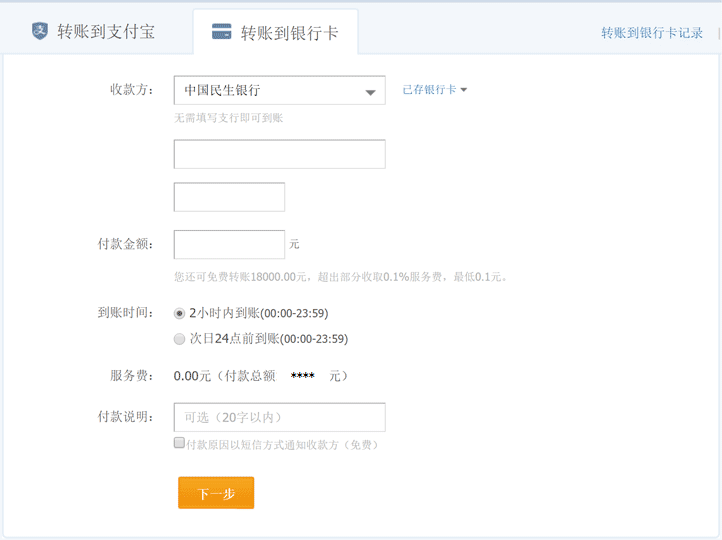 转账到支付宝
转账到银行卡
转账到银行卡记录
收款方：
中国民生银行
已存银行卡
无需填写支行即可到账
付款金额：
元
您还可免费转账18000.00元，超出部分收取0.1%服务费，最低0.1元。
到账时间：
2小时内到账(00:00-23:59)
次日24点前到账(00:00-23:59)
服务费：
0.00元（付款总额 **** 元）
付款说明：
可选（20字以内）
付款原因以短信方式通知收款方（免费）
下一步